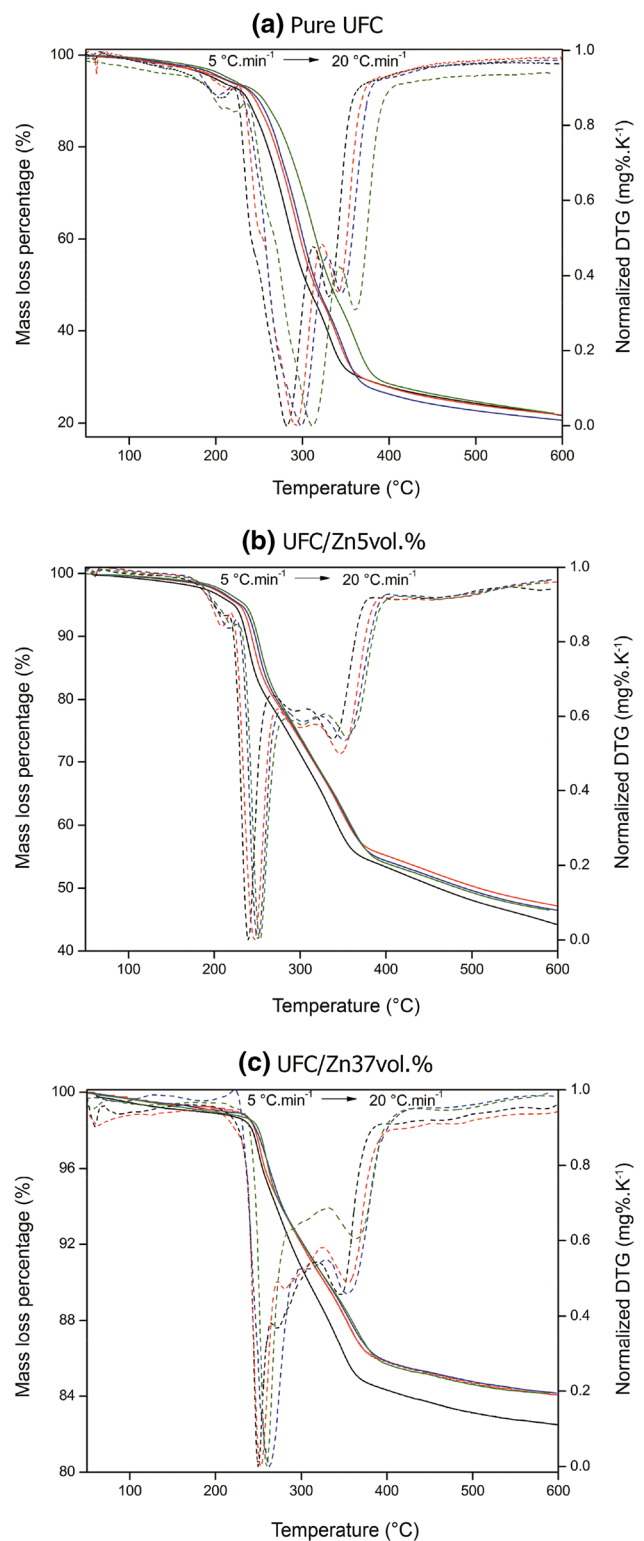 (a) Pure UFC
5 °C.min⁻¹ → 20 °C.min⁻¹
100
80
60
40
20
Mass loss percentage (%)
1.0
0.8
0.6
0.4
0.2
0.0
Normalized DTG (mg%.K⁻¹)
100 200 300 400 500 600
Temperature (°C)
(b) UFC/Zn5vol.%
5 °C.min⁻¹ → 20 °C.min⁻¹
100
90
80
70
60
50
40
Mass loss percentage (%)
1.0
0.8
0.6
0.4
0.2
0.0
Normalized DTG (mg%.K⁻¹)
100 200 300 400 500 600
Temperature (°C)
(c) UFC/Zn37vol.%
5 °C.min⁻¹ → 20 °C.min⁻¹
100
96
92
88
84
80
Mass loss percentage (%)
1.0
0.8
0.6
0.4
0.2
0.0
Normalized DTG (mg%.K⁻¹)
100 200 300 400 500 600
Temperature (°C)